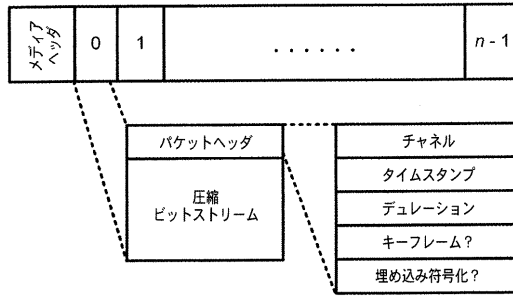 メディア
ヘッダ
0
1
. . . . . .
n - 1
パケットヘッダ
圧縮
ビットストリーム
チャネル
タイムスタンプ
デュレーション
キーフレーム？
埋め込み符号化？